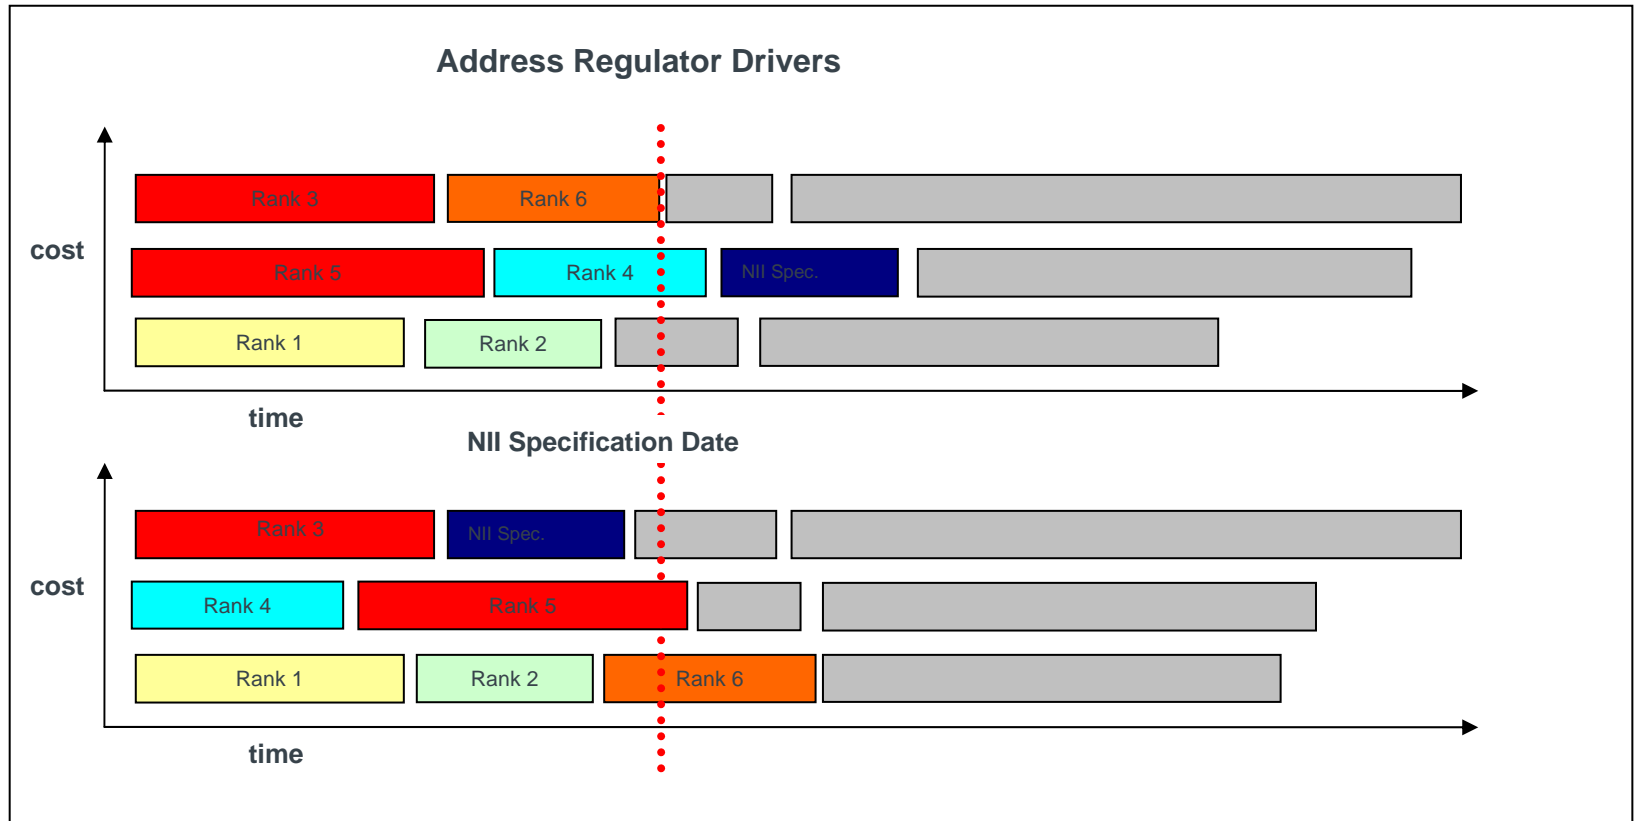 Address Regulator Drivers
Rank 3
Rank 6
cost
Rank 5
Rank 4
NII Spec.
Rank 1
Rank 2
time
NII Specification Date
Rank 3
NII Spec.
cost
Rank 4
Rank 5
Rank 1
Rank 2
Rank 6
time